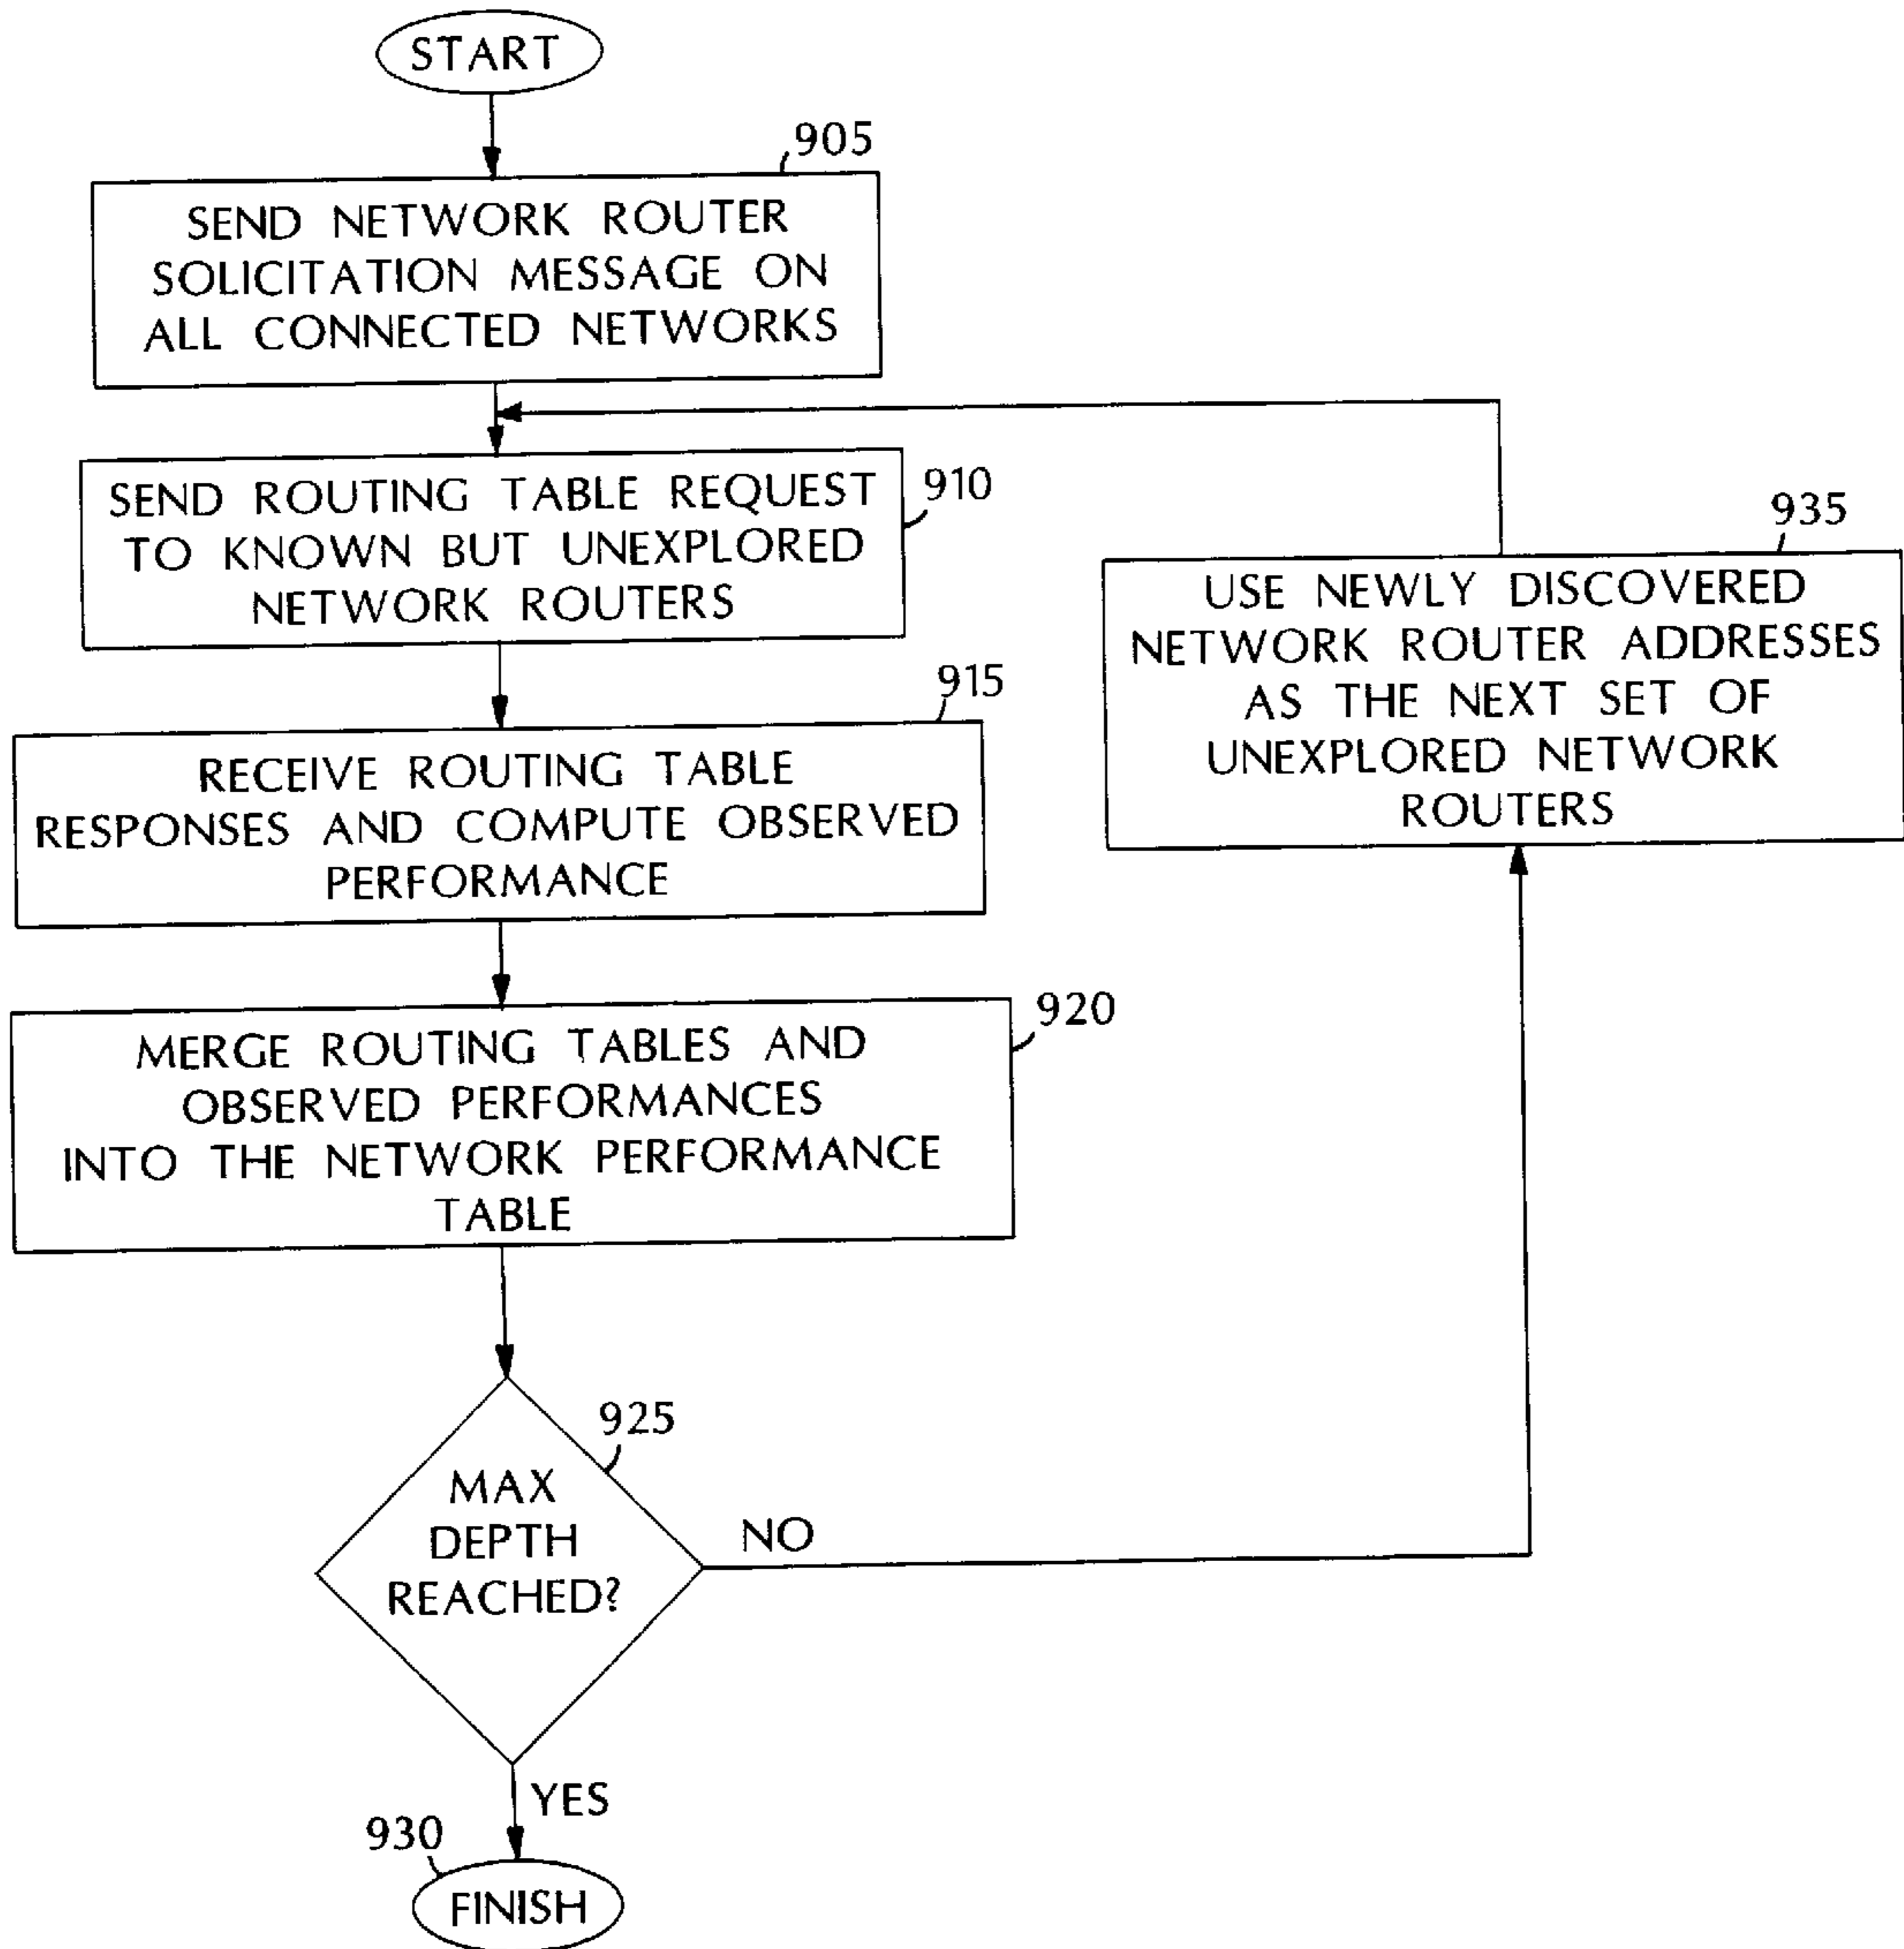 START
905
SEND NETWORK ROUTER
SOLICITATION MESSAGE ON
ALL CONNECTED NETWORKS
SEND ROUTING TABLE REQUEST
TO KNOWN BUT UNEXPLORED
NETWORK ROUTERS
910
935
USE NEWLY DISCOVERED
NETWORK ROUTER ADDRESSES
AS THE NEXT SET OF
UNEXPLORED NETWORK
ROUTERS
915
RECEIVE ROUTING TABLE
RESPONSES AND COMPUTE OBSERVED
PERFORMANCE
920
MERGE ROUTING TABLES AND
OBSERVED PERFORMANCES
INTO THE NETWORK PERFORMANCE
TABLE
925
MAX
DEPTH
REACHED?
NO
YES
930
FINISH